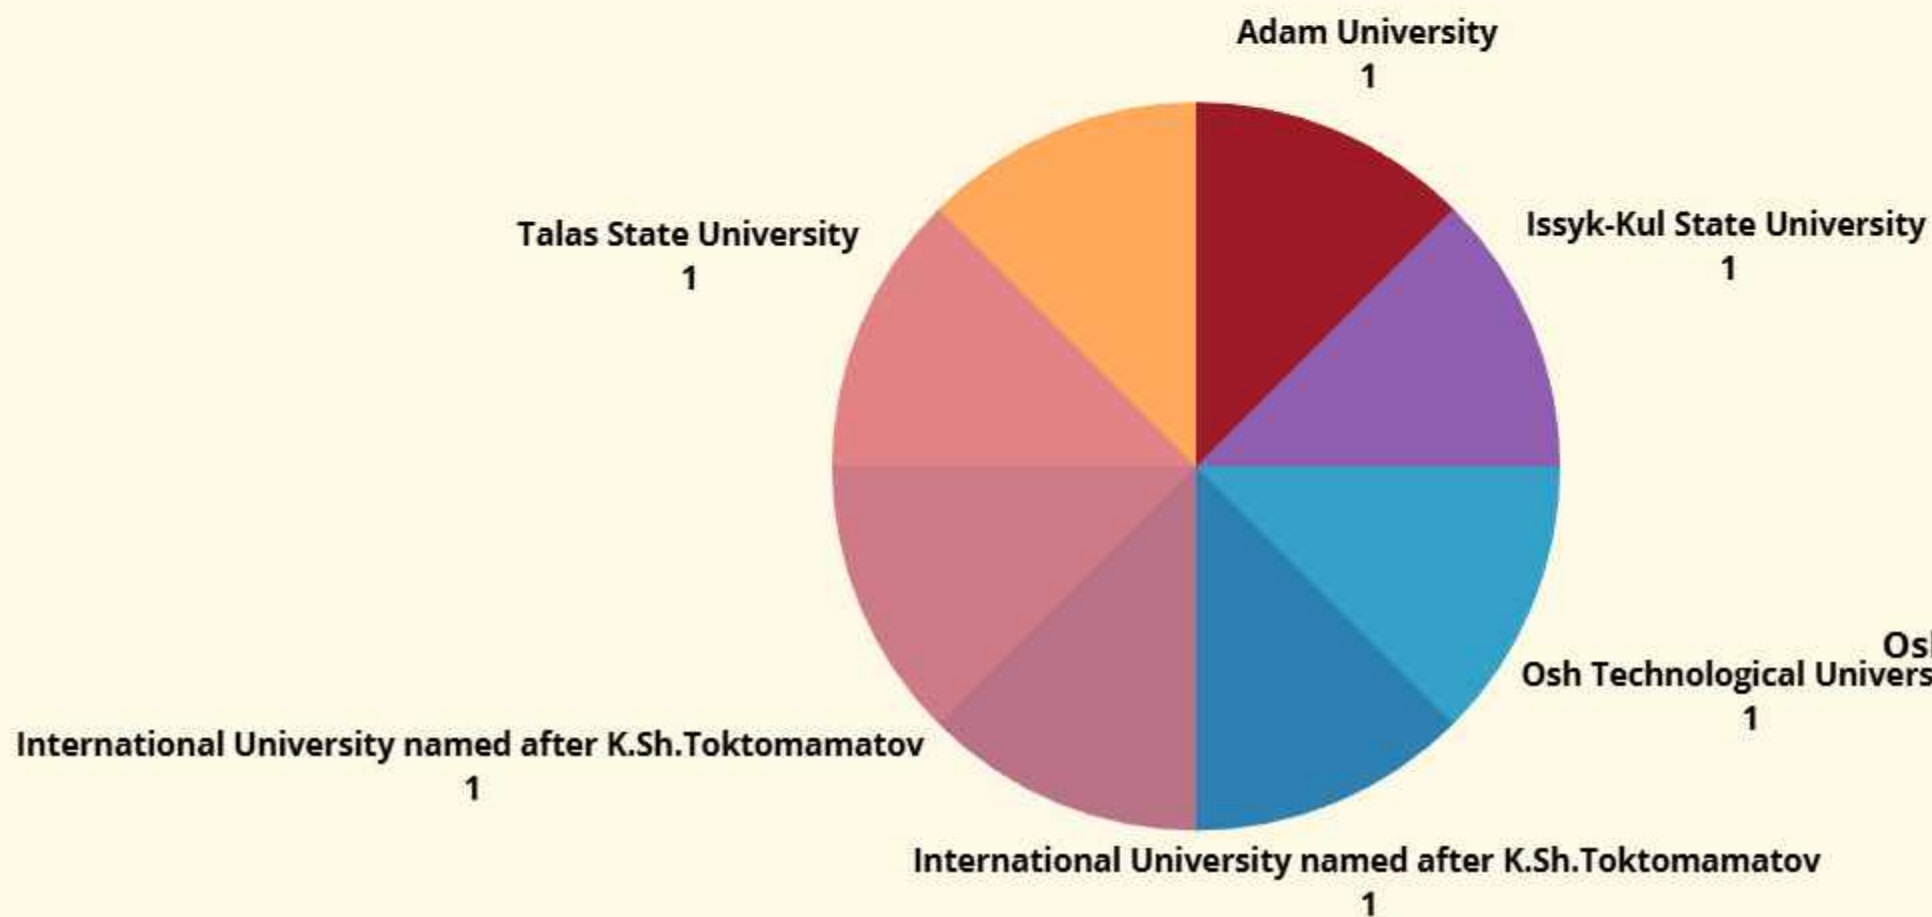 Adam University
1
Issyk-Kul State University
1
Talas State University
1
Osh Technological
1
International University named after K.Sh.Toktomamatov
1
International University named after K.Sh.Toktomamatov
1